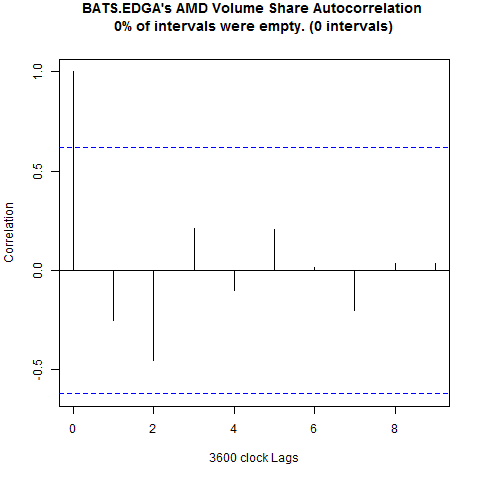 BATS.EDGA's AMD Volume Share Autocorrelation
0% of intervals were empty. (0 intervals)
Correlation
1.0
0.5
0.0
-0.5
0 2 4 6 8
3600 clock Lags